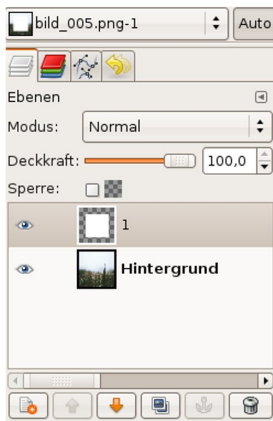 bild_005.png-1
Auto
Ebenen
Modus: Normal
Deckkraft: 100,0
Sperre:
1
Hintergrund